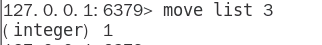 127.0.0.1:6379> move list 3
(integer) 1